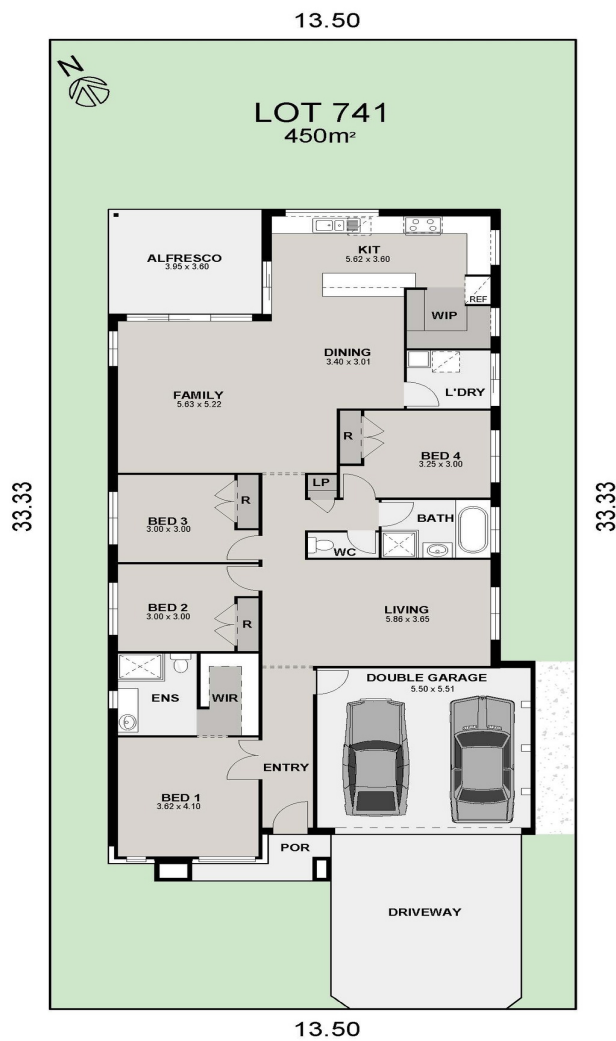 13.50
N
LOT 741
450m²
ALFRESCO
3.95 x 3.60
KIT
5.62 x 3.60
REF
WIP
DINING
3.40 x 3.01
FAMILY
5.63 x 5.22
L'DRY
R
BED 4
3.25 x 3.00
33.33
33.33
LP
BED 3
3.00 x 3.00
R
BATH
WC
BED 2
3.00 x 3.00
R
LIVING
5.86 x 3.65
ENS
WIR
DOUBLE GARAGE
5.50 x 5.51
ENTRY
BED 1
3.62 x 4.10
POR
DRIVEWAY
13.50